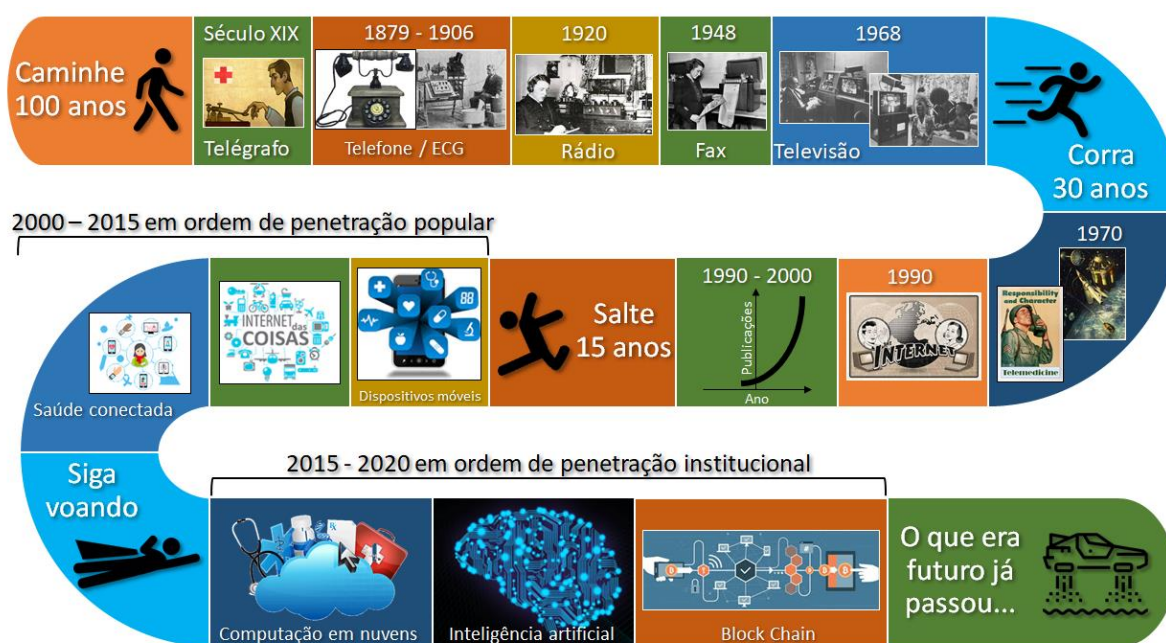 Caminhe
100 anos
Século XIX
Telégrafo
1879 - 1906
Telefone / ECG
1920
Rádio
1948
Fax
1968
Televisão
Corra
30 anos
1970
Responsibility
and Character
Telemedicine
1990
INTERNET
1990 - 2000
Publicações
Ano
Salte
15 anos
2000 – 2015 em ordem de penetração popular
Dispositivos móveis
INTERNET
das
COISAS
Saúde conectada
Siga
voando
2015 - 2020 em ordem de penetração institucional
Computação em nuvens
Inteligência artificial
Block Chain
O que era
futuro já
passou...